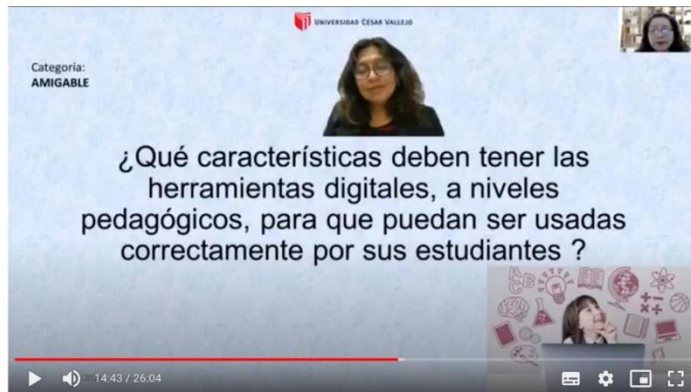 UNIVERSIDAD CÉSAR VALLEJO
Categoría:
AMIGABLE
¿Qué características deben tener las
herramientas digitales, a niveles
pedagógicos, para que puedan ser usadas
correctamente por sus estudiantes ?
14:43 / 26:04